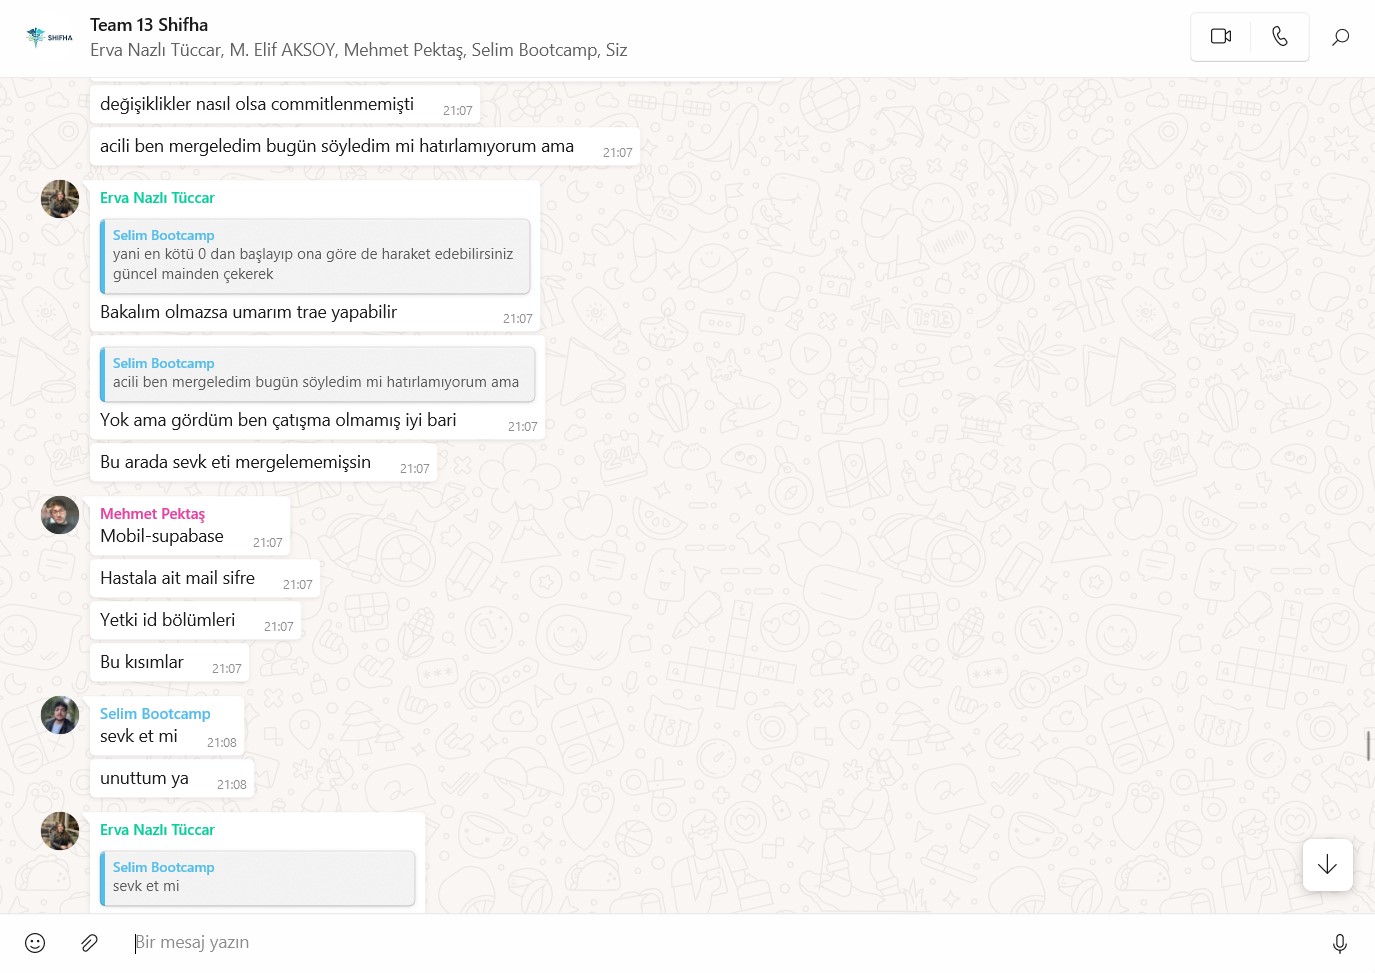 SHIFHA
Team 13 Shifha
Erva Nazlı Tüccar, M. Elif AKSOY, Mehmet Pektaş, Selim Bootcamp, Siz
değişiklikler nasıl olsa commitlenmemişti
21:07
acili ben mergeledim bugün söyledim mi hatırlamıyorum ama
21:07
Erva Nazlı Tüccar
Selim Bootcamp
yani en kötü 0 dan başlayıp ona göre de haraket edebilirsiniz
güncel mainden çekerek
Bakalım olmazsa umarım trae yapabilir
21:07
Selim Bootcamp
acili ben mergeledim bugün söyledim mi hatırlamıyorum ama
Yok ama gördüm ben çatışma olmamış iyi bari
21:07
Bu arada sevk eti mergelememişsin
21:07
Mehmet Pektaş
Mobil-supabase
21:07
Hastala ait mail sifre
21:07
Yetki id bölümleri
21:07
Bu kısımlar
21:07
Selim Bootcamp
sevk et mi
21:08
unuttum ya
21:08
Erva Nazlı Tüccar
Selim Bootcamp
sevk et mi
Bir mesaj yazın